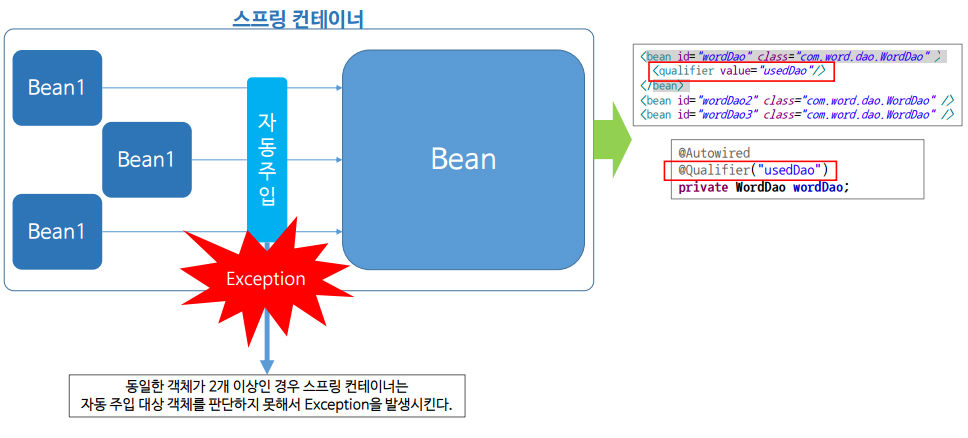 스프링 컨테이너
Bean1
Bean1
Bean1
자
동
주
입
Bean
Exception
동일한 객체가 2개 이상인 경우 스프링 컨테이너는
자동 주입 대상 객체를 판단하지 못해서 Exception을 발생시킨다.
<bean id="wordDao" class="com.word.dao.WordDao" >
<qualifier value="usedDao"/>
</bean>
<bean id="wordDao2" class="com.word.dao.WordDao" />
<bean id="wordDao3" class="com.word.dao.WordDao" />
@Autowired
@Qualifier("usedDao")
private WordDao wordDao;